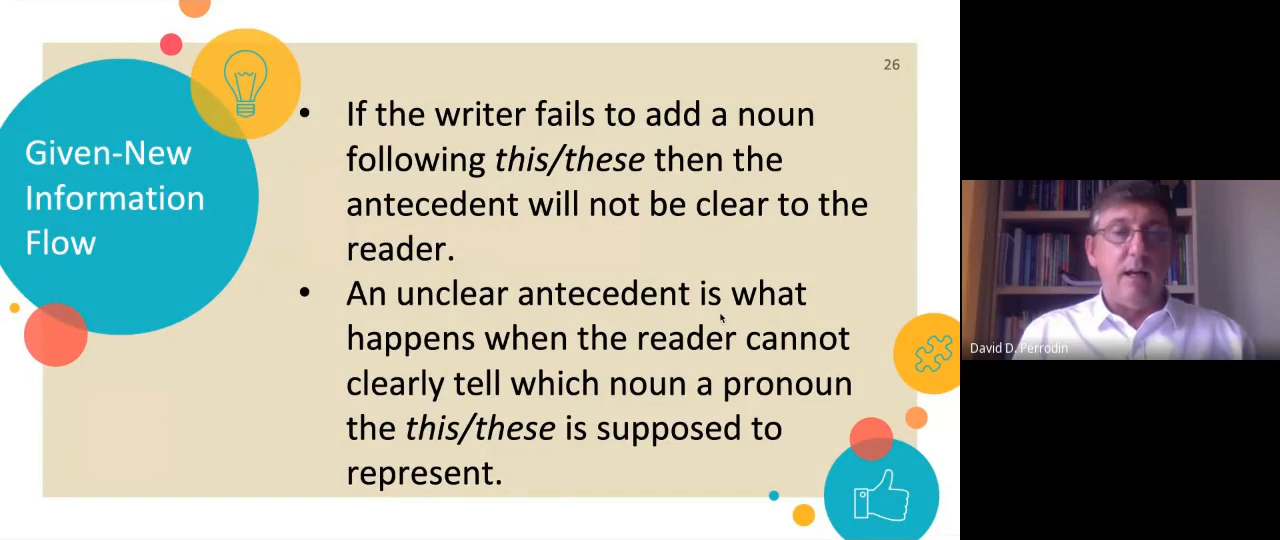 26
Given-New
Information
Flow
• If the writer fails to add a noun
following this/these then the
antecedent will not be clear to the
reader.
• An unclear antecedent is what
happens when the reader cannot
clearly tell which noun a pronoun
the this/these is supposed to
represent.
David D. Perrodin